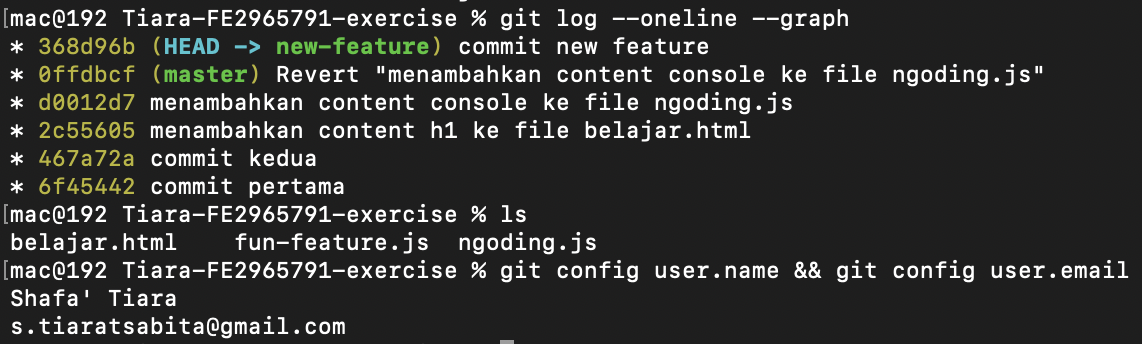 [mac@192 Tiara-FE2965791-exercise % git log --oneline --graph
* 368d96b (HEAD -> new-feature) commit new feature
* 0ffdbcf (master) Revert "menambahkan content console ke file ngoding.js"
* d0012d7 menambahkan content console ke file ngoding.js
* 2c55605 menambahkan content h1 ke file belajar.html
* 467a72a commit kedua
* 6f45442 commit pertama
[mac@192 Tiara-FE2965791-exercise % ls
belajar.html    fun-feature.js  ngoding.js
[mac@192 Tiara-FE2965791-exercise % git config user.name && git config user.email
Shafa' Tiara
s.tiaratsabita@gmail.com